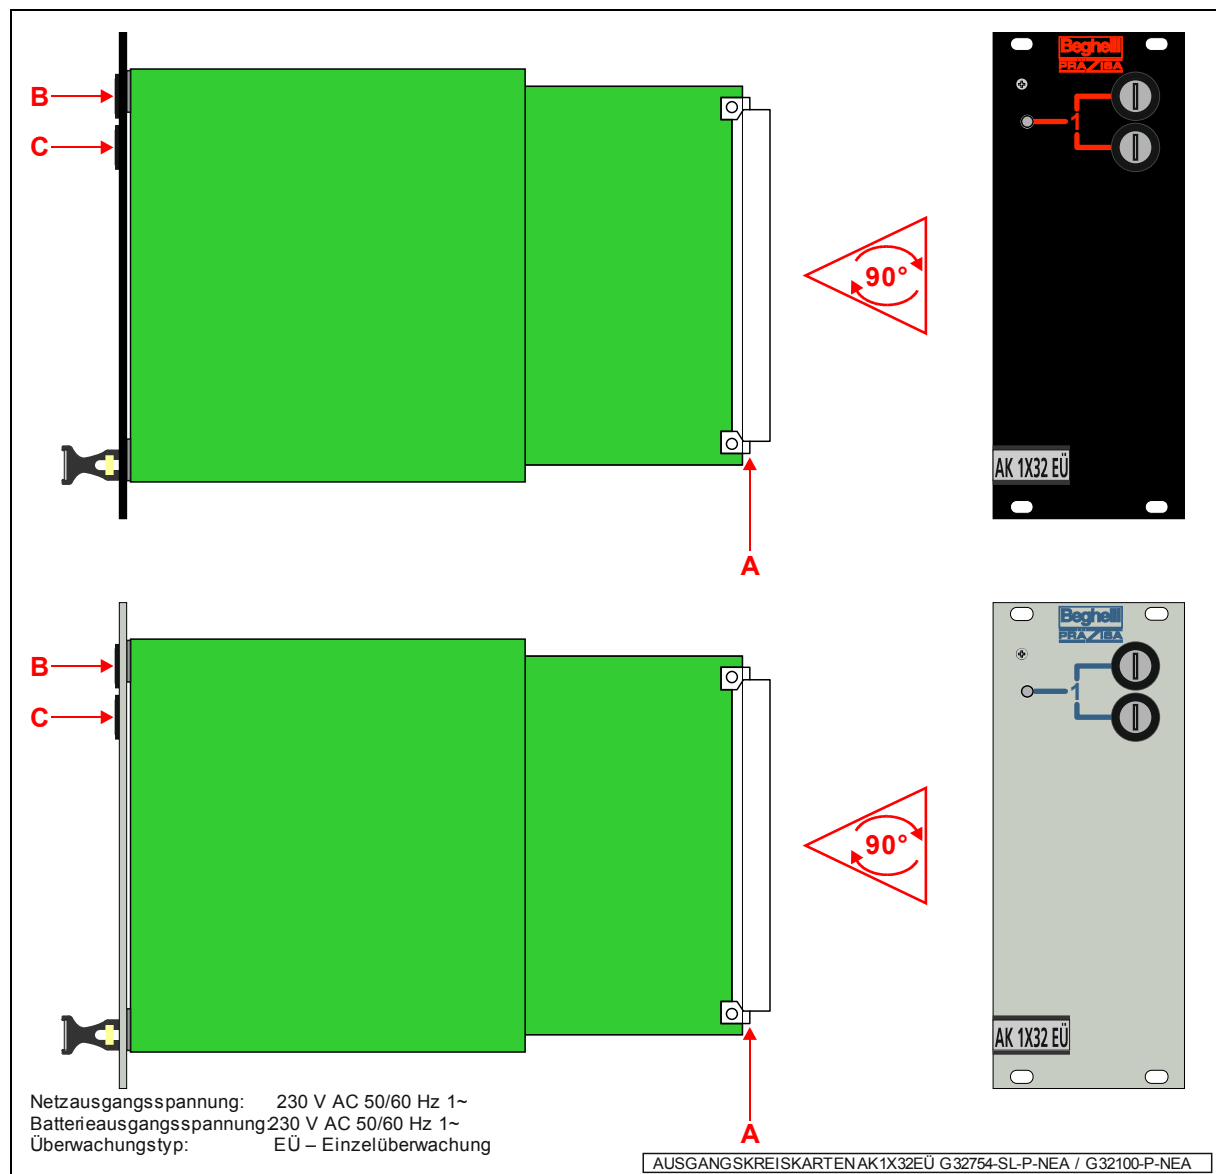 B
C
A
90°
Beghelli
PRÄZISA
1
AK 1X32 EÜ
B
C
A
90°
Beghelli
PRÄZISA
1
AK 1X32 EÜ
Netzausgangsspannung: 230 V AC 50/60 Hz 1~
Batterieausgangsspannung: 230 V AC 50/60 Hz 1~
Überwachungstyp: EÜ – Einzelüberwachung
AUSGANGSKREISKARTEN AK1X32EÜ G32754-SL-P-NEA / G32100-P-NEA